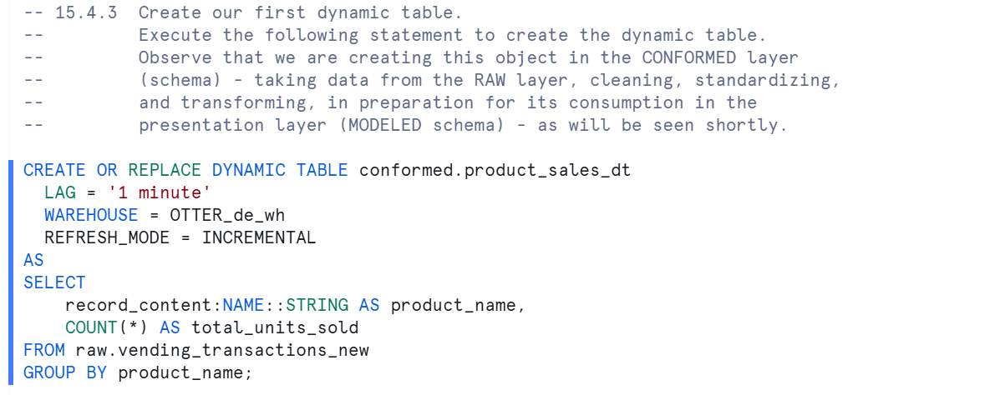 -- 15.4.3  Create our first dynamic table.
--         Execute the following statement to create the dynamic table.
--         Observe that we are creating this object in the CONFORMED layer
--         (schema) - taking data from the RAW layer, cleaning, standardizing,
--         and transforming, in preparation for its consumption in the
--         presentation layer (MODELED schema) - as will be seen shortly.

CREATE OR REPLACE DYNAMIC TABLE conformed.product_sales_dt
  LAG = '1 minute'
  WAREHOUSE = OTTER_de_wh
  REFRESH_MODE = INCREMENTAL
AS
SELECT
    record_content:NAME::STRING AS product_name,
    COUNT(*) AS total_units_sold
FROM raw.vending_transactions_new
GROUP BY product_name;